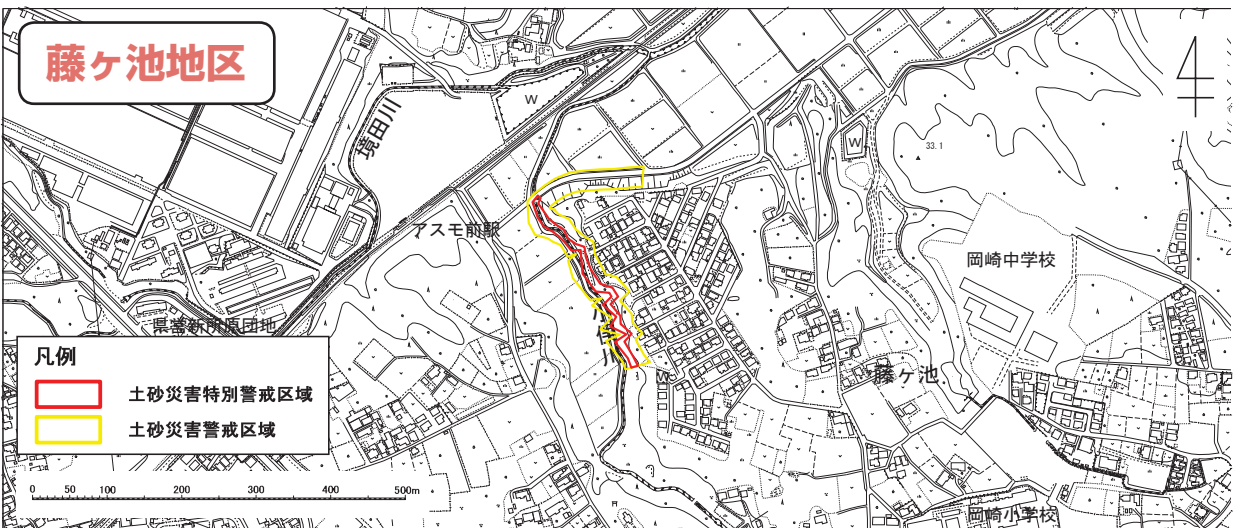 藤ヶ池地区
境田川
W
W
33.1
アスモ前駅
岡崎中学校
県営新所原団地
藤ヶ池
W
凡例
土砂災害特別警戒区域
土砂災害警戒区域
0 50 100 200 300 400 500m
岡崎小学校